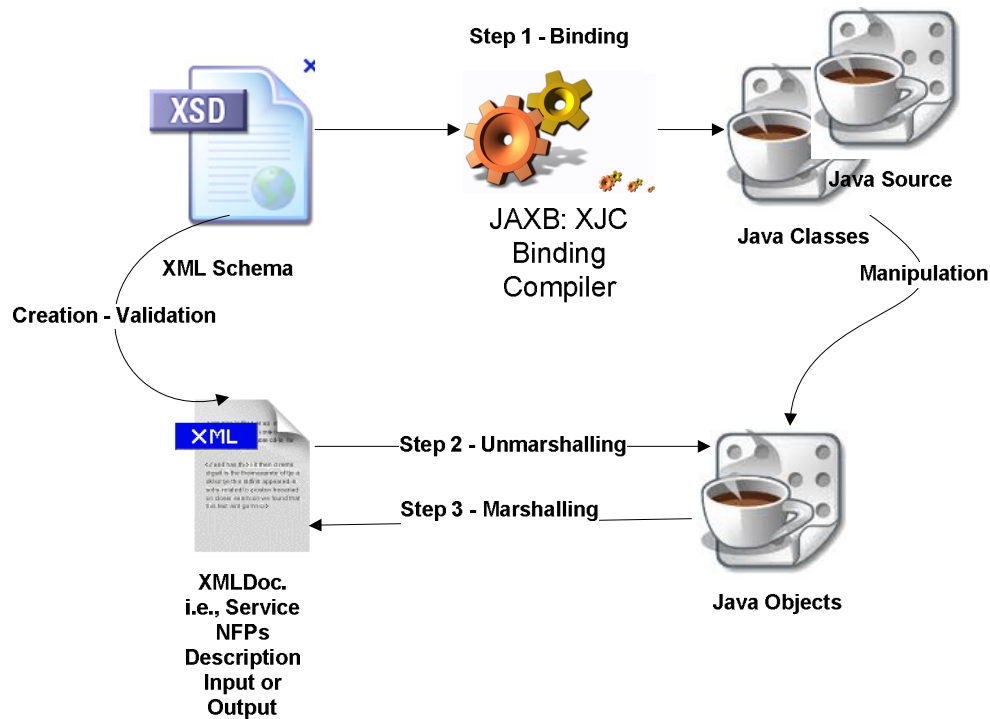 Step 1 - Binding
XSD
Java Source
JAXB: XJC
Binding
Compiler
Java Classes
XML Schema
Manipulation
Creation - Validation
XML
Step 2 - Unmarshalling
Step 3 - Marshalling
XMLDoc.
i.e., Service
NFPs
Description
Input or
Output
Java Objects